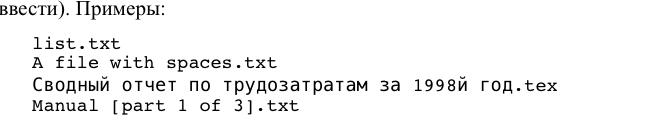 ввести). Примеры:
list.txt
A file with spaces.txt
Сводный отчет по трудозатратам за 1998й год.tex
Manual [part 1 of 3].txt